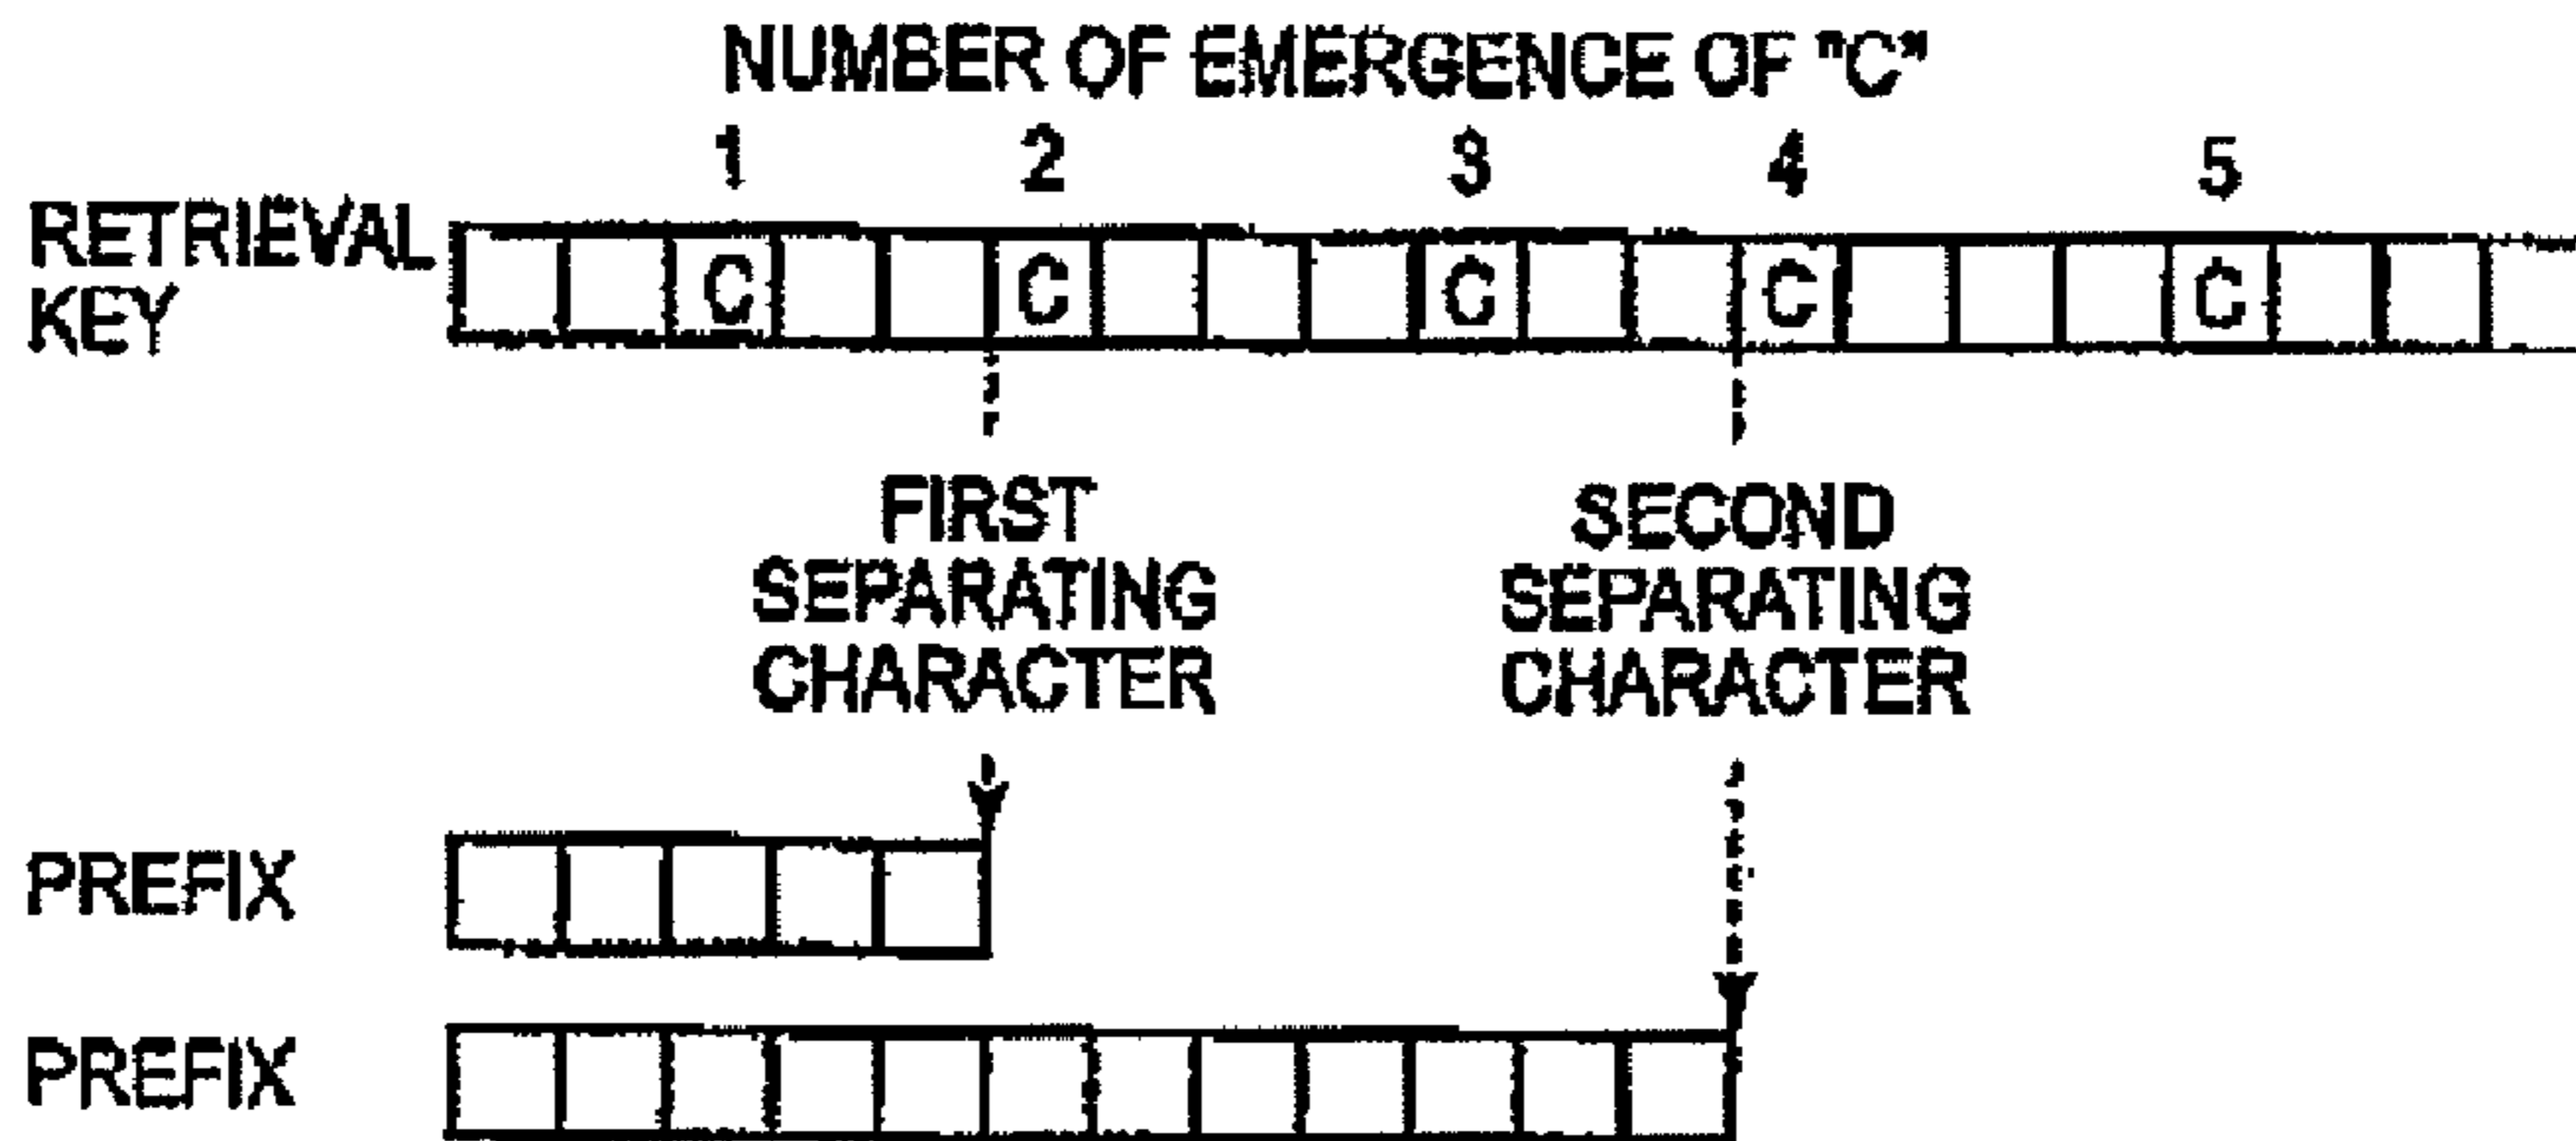 NUMBER OF EMERGENCE OF "C"
1 2 3 4 5
RETRIEVAL
KEY
C C C C C
FIRST
SEPARATING
CHARACTER
SECOND
SEPARATING
CHARACTER
PREFIX
PREFIX